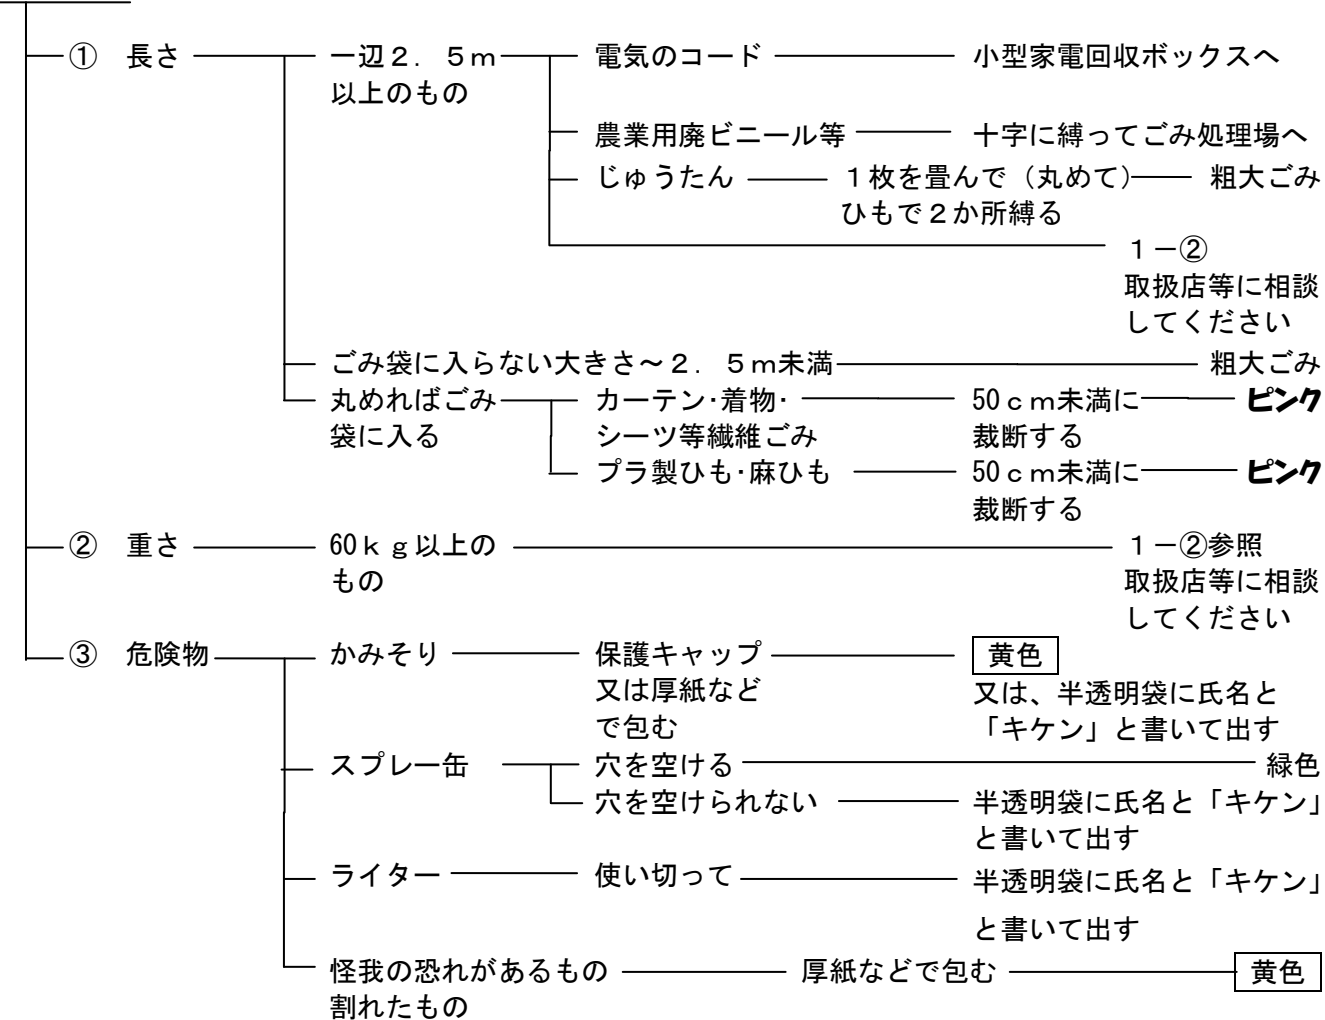 ① 長さ 一辺２．５ｍ 電気のコード 小型家電回収ボックスへ
以上のもの
農業用廃ビニール等 十字に縛ってごみ処理場へ
じゅうたん １枚を畳んで（丸めて） 粗大ごみ
ひもで２か所縛る
１－②
取扱店等に相談
してください
ごみ袋に入らない大きさ～２．５ｍ未満 粗大ごみ
丸めればごみ カーテン･着物･ 50ｃｍ未満に ピンク
袋に入る シーツ等繊維ごみ 裁断する
プラ製ひも･麻ひも 50ｃｍ未満に ピンク
裁断する
② 重さ 60ｋｇ以上の １－②参照
もの 取扱店等に相談
してください
③ 危険物 かみそり 保護キャップ 黄色
又は厚紙など 又は、半透明袋に氏名と
で包む 「キケン」と書いて出す
スプレー缶 穴を空ける 緑色
穴を空けられない 半透明袋に氏名と「キケン」
と書いて出す
ライター 使い切って 半透明袋に氏名と「キケン」
と書いて出す
怪我の恐れがあるもの 厚紙などで包む 黄色
割れたもの